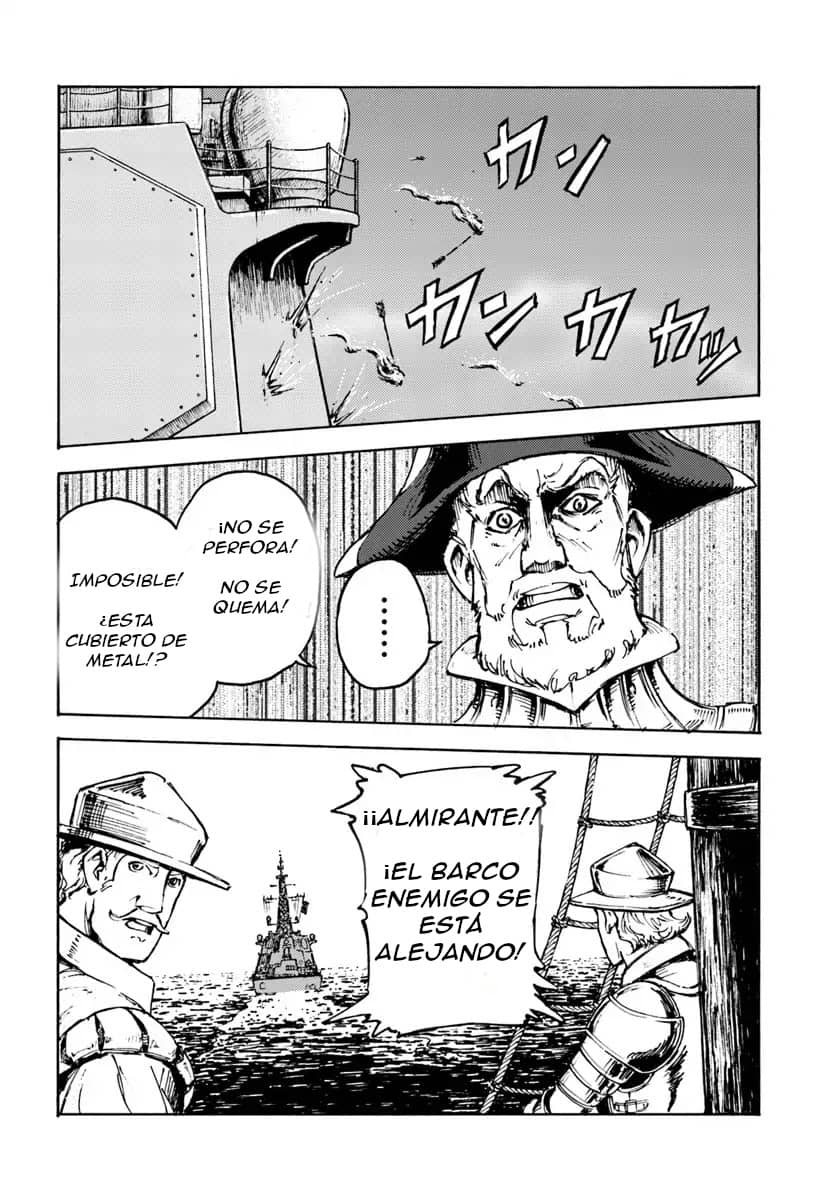 カン
カン
カカッ
¡NO SE
PERFORA!
NO SE
QUEMA!
IMPOSIBLE!
¿ESTA
CUBIERTO DE
METAL!?
¡¡ALMIRANTE!!
¡EL BARCO
ENEMIGO SE
ESTÁ
ALEJANDO!